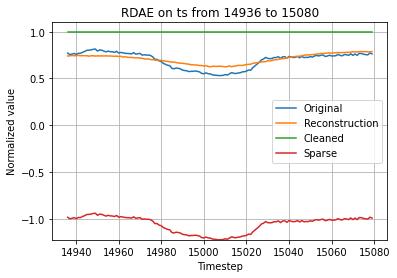 RDAE on ts from 14936 to 15080
Normalized value
1.0
0.5
0.0
−0.5
−1.0
Original
Reconstruction
Cleaned
Sparse
14940 14960 14980 15000 15020 15040 15060 15080
Timestep